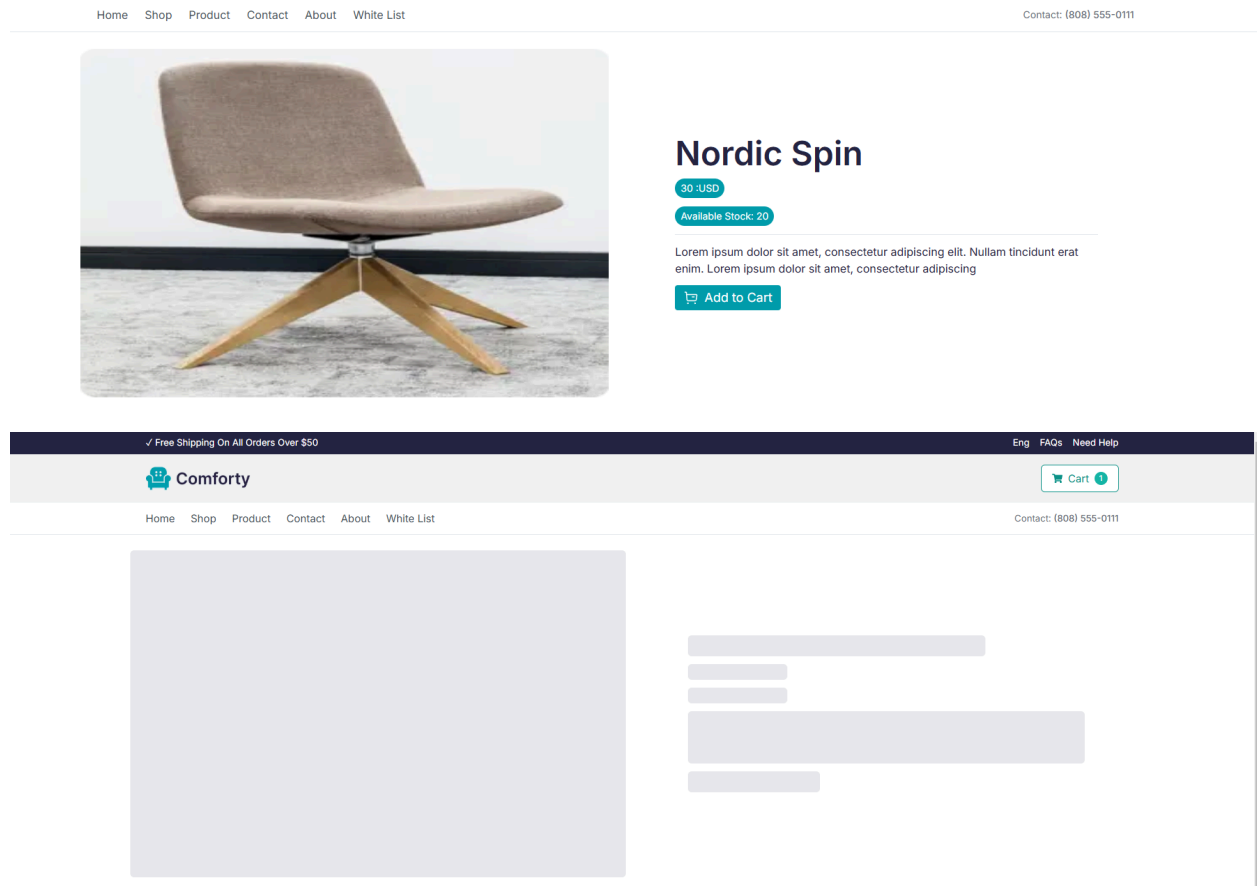 Home Shop Product Contact About White List Contact: (808) 555-0111
Nordic Spin
30 :USD
Available Stock: 20
Lorem ipsum dolor sit amet, consectetur adipiscing elit. Nullam tincidunt erat
enim. Lorem ipsum dolor sit amet, consectetur adipiscing
Add to Cart
✓ Free Shipping On All Orders Over $50 Eng FAQs Need Help
Comforty Cart 1
Home Shop Product Contact About White List Contact: (808) 555-0111